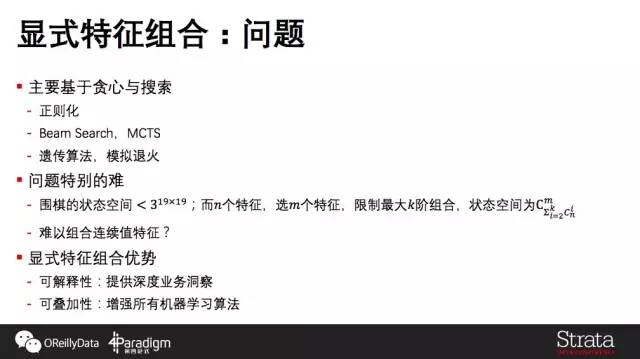 显式特征组合：问题
▪ 主要基于贪心与搜索
- 正则化
- Beam Search，MCTS
- 遗传算法，模拟退火
▪ 问题特别的难
- 围棋的状态空间 < 3^{19×19}；而n个特征，选m个特征，限制最大k阶组合，状态空间为C^{m}_{Σ^{k}_{i=2}C^{i}_{n}}
- 难以组合连续值特征？
▪ 显式特征组合优势
- 可解释性：提供深度业务洞察
- 可叠加性：增强所有机器学习算法
OReillyData
4Paradigm
第四范式
Strata